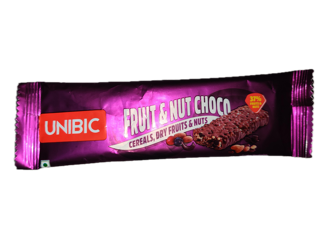 UNIBIC
FRUIT & NUT CHOCO
CEREALS, DRY FRUITS & NUTS